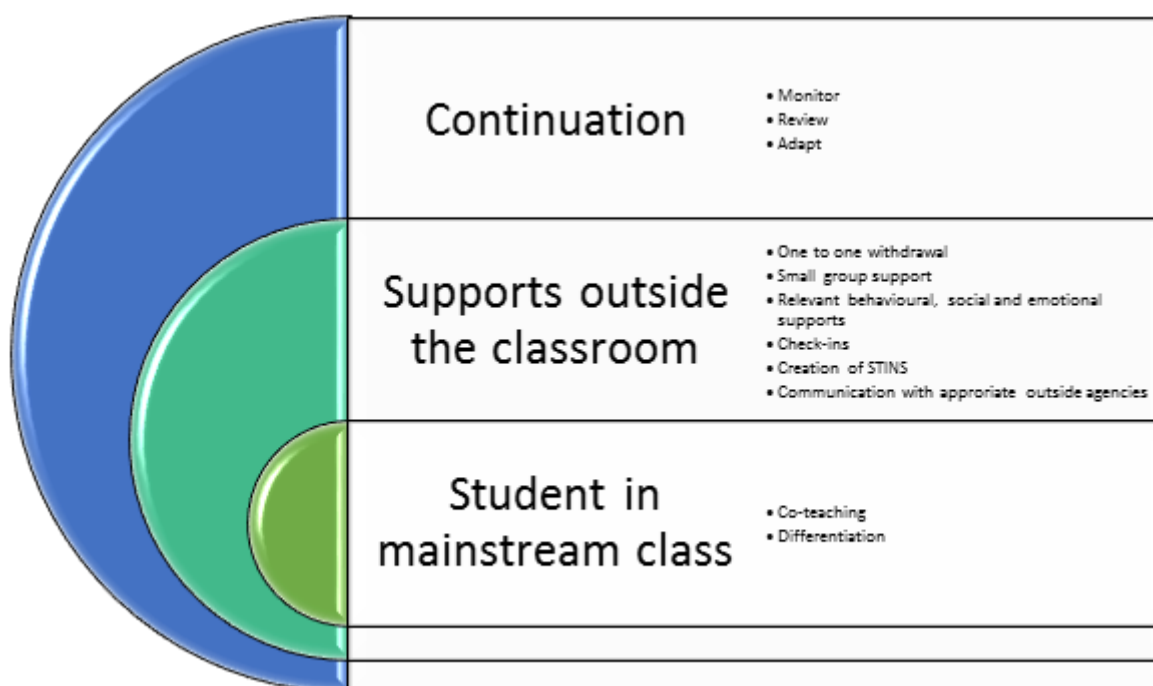 Continuation
• Monitor
• Review
• Adapt
Supports outside
the classroom
• One to one withdrawal
• Small group support
• Relevant behavioural, social and emotional
supports
• Check-ins
• Creation of STINS
• Communication with approriate outside agencies
Student in
mainstream class
• Co-teaching
• Differentiation